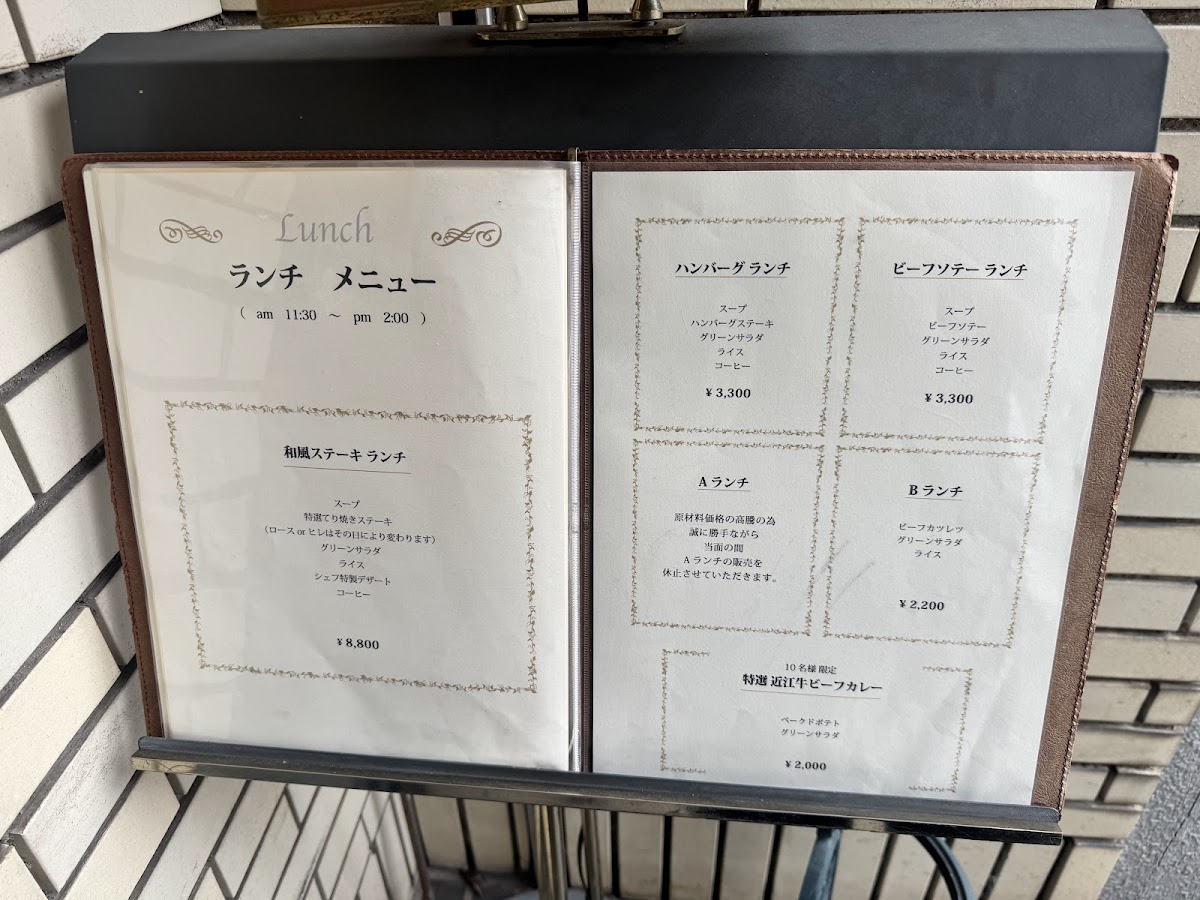 Lunch
ランチ メニュー
( am 11:30 ～ pm 2:00 )
和風ステーキ ランチ
スープ
特選てり焼きステーキ
(ロース or ヒレはその日により変わります)
グリーンサラダ
ライス
シェフ特製デザート
コーヒー
¥8,800
ハンバーグ ランチ
スープ
ハンバーグステーキ
グリーンサラダ
ライス
コーヒー
¥3,300
ビーフソテー ランチ
スープ
ビーフソテー
グリーンサラダ
ライス
コーヒー
¥3,300
A ランチ
原材料価格の高騰の為
誠に勝手ながら
当面の間
A ランチの販売を
休止させていただきます。
B ランチ
ビーフカツレツ
グリーンサラダ
ライス
¥2,200
10 名様 限定
特選 近江牛ビーフカレー
ベークドポテト
グリーンサラダ
¥2,000